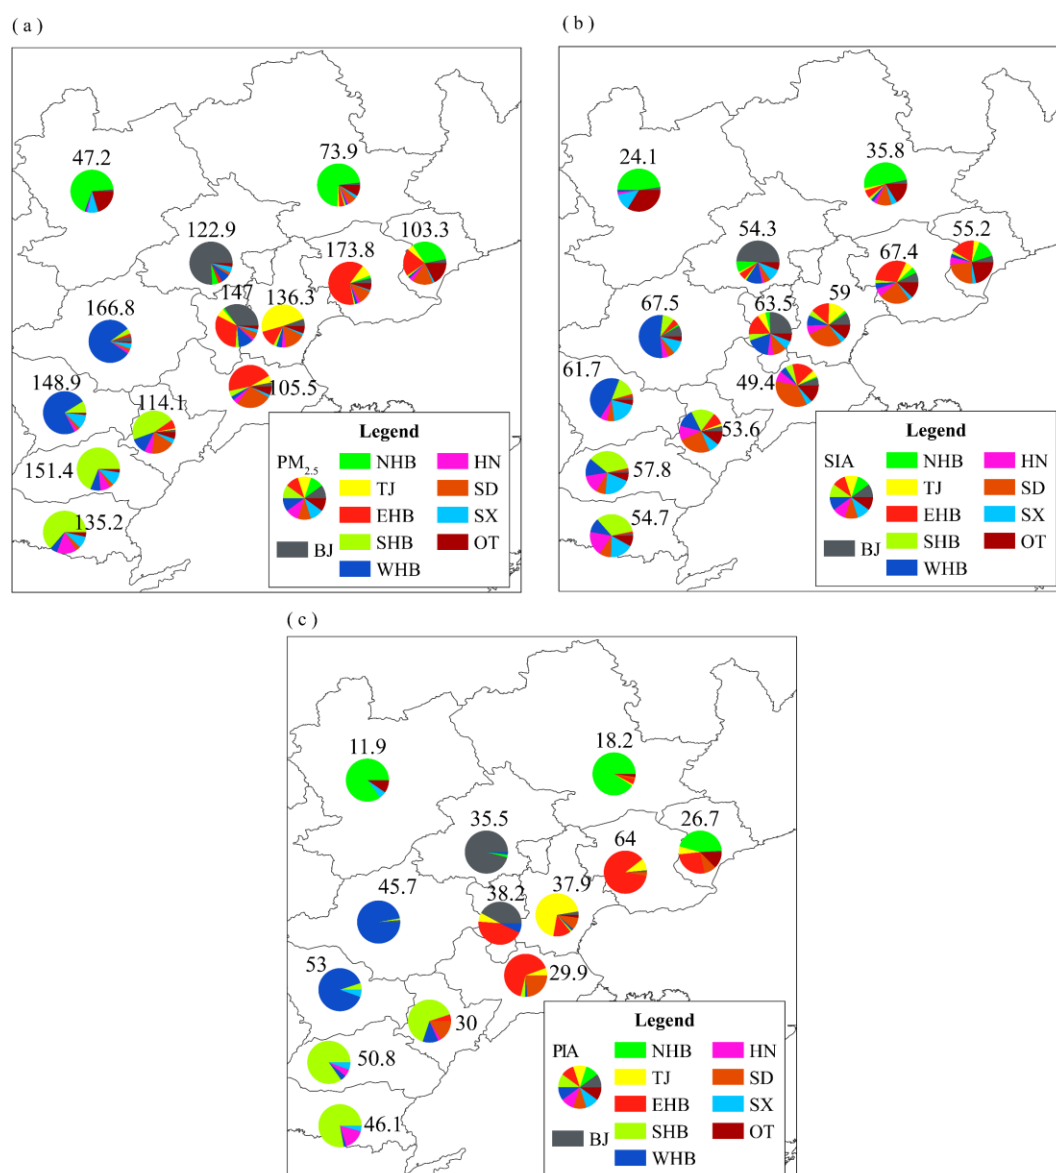 ( a )
47.2
73.9
122.9
173.8
103.3
147
136.3
166.8
148.9
114.1
105.5
151.4
135.2
Legend
PM2.5
NHB
HN
TJ
SD
EHB
SX
SHB
OT
BJ
WHB
( b )
24.1
35.8
54.3
67.4
55.2
67.5
63.5
59
61.7
49.4
53.6
57.8
54.7
Legend
SIA
NHB
HN
TJ
SD
EHB
SX
SHB
OT
BJ
WHB
( c )
11.9
18.2
35.5
64
26.7
45.7
38.2
37.9
53
29.9
30
50.8
46.1
Legend
PIA
NHB
HN
TJ
SD
EHB
SX
SHB
OT
BJ
WHB